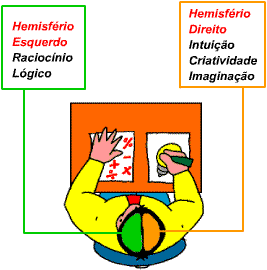 Hemisfério
Esquerdo
Raciocínio
Lógico
Hemisfério
Direito
Intuição
Criatividade
Imaginação
%
-
+
÷ x